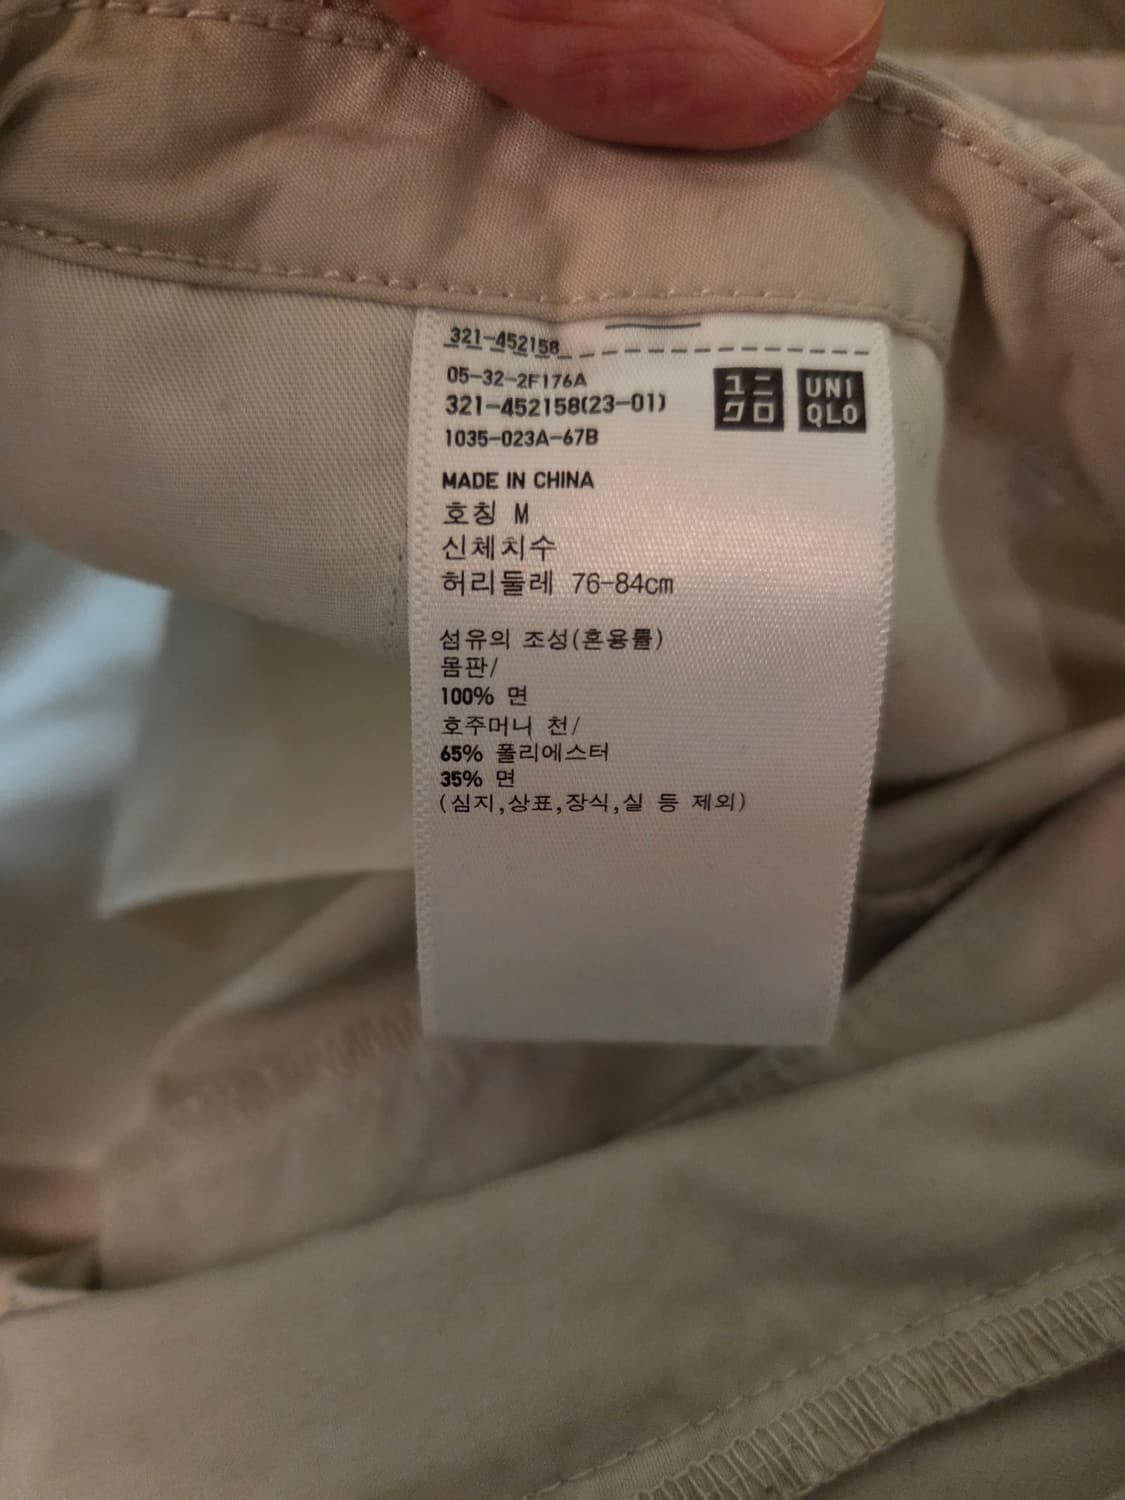 321-452158
05-32-2F176A
321-452158(23-01)
1035-023A-67B
ユニ
クロ
UNI
QLO
MADE IN CHINA
호칭 M
신체치수
허리둘레 76-84cm
섬유의 조성(혼용률)
몸판/
100% 면
호주머니 천/
65% 폴리에스터
35% 면
(심지,상표,장식,실 등 제외)